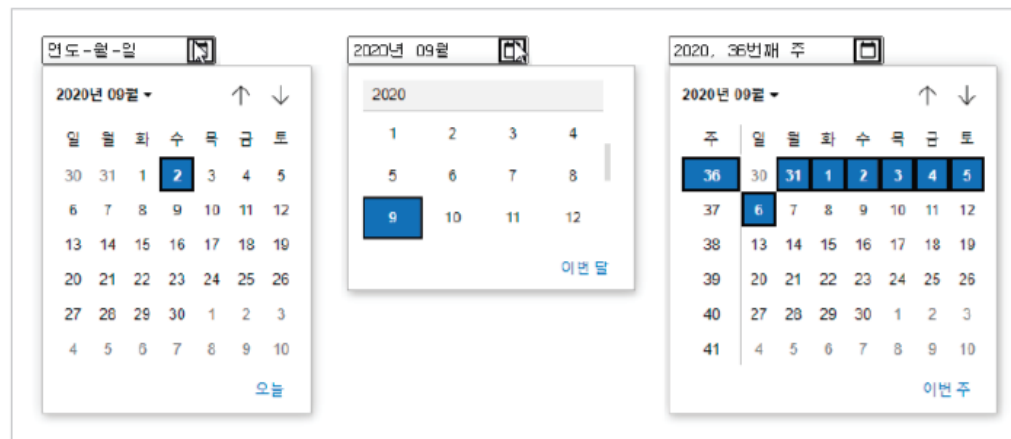 연도-월-일
2020년 09월
일 월 화 수 목 금 토
30 31 1 2 3 4 5
6 7 8 9 10 11 12
13 14 15 16 17 18 19
20 21 22 23 24 25 26
27 28 29 30 1 2 3
4 5 6 7 8 9 10
오늘
2020년 09월
2020
1 2 3 4
5 6 7 8
9 10 11 12
이번 달
2020, 36번째 주
2020년 09월
주 일 월 화 수 목 금 토
36 30 31 1 2 3 4 5
37 6 7 8 9 10 11 12
38 13 14 15 16 17 18 19
39 20 21 22 23 24 25 26
40 27 28 29 30 1 2 3
41 4 5 6 7 8 9 10
이번 주